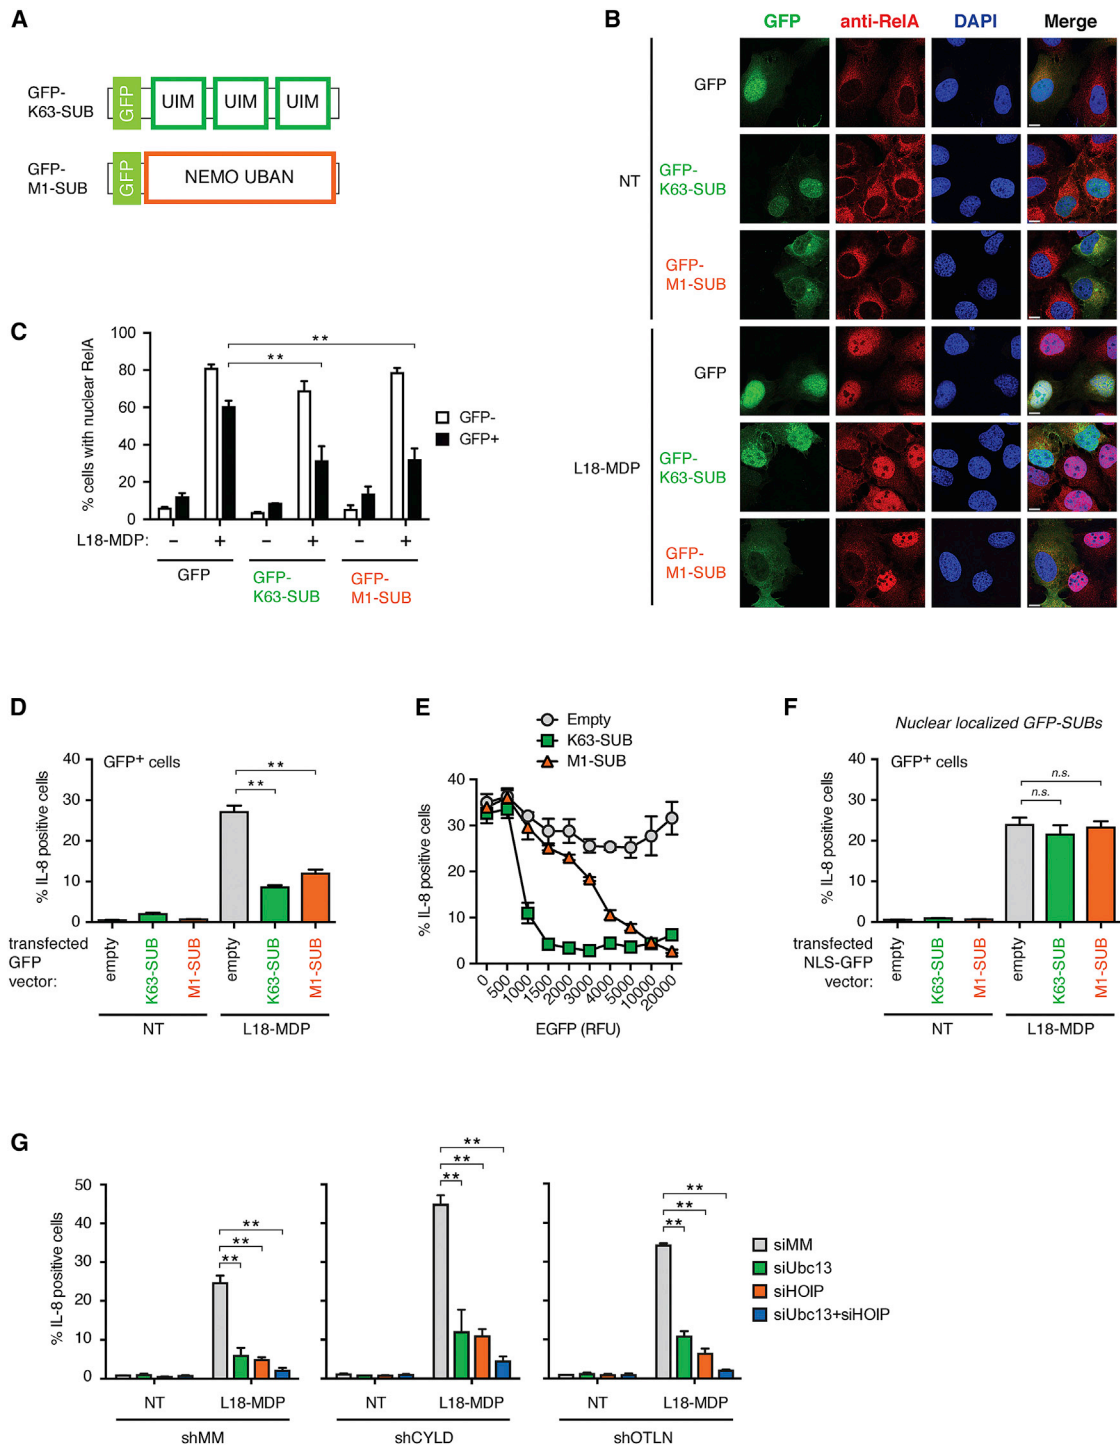 A
GFP-
K63-SUB
GFP
UIM
UIM
UIM
GFP-
M1-SUB
GFP
NEMO UBAN
B
GFP
anti-RelA
DAPI
Merge
NT
GFP
GFP-
K63-SUB
GFP-
M1-SUB
L18-MDP
GFP
GFP-
K63-SUB
GFP-
M1-SUB
C
% cells with nuclear RelA
100
80
60
40
20
0
**
**
GFP-
GFP+
L18-MDP:
– + – + – +
GFP
GFP-
K63-SUB
GFP-
M1-SUB
D
% IL-8 positive cells
40
30
20
10
0
GFP+ cells
**
**
transfected
GFP
vector:
empty
K63-SUB
M1-SUB
empty
K63-SUB
M1-SUB
NT
L18-MDP
E
Empty
K63-SUB
M1-SUB
% IL-8 positive cells
40
30
20
10
0
0
500
1000
1500
2000
3000
4000
5000
10000
20000
EGFP (RFU)
F
Nuclear localized GFP-SUBs
% IL-8 positive cells
40
30
20
10
0
GFP+ cells
n.s.
n.s.
transfected
NLS-GFP
vector:
empty
K63-SUB
M1-SUB
empty
K63-SUB
M1-SUB
NT
L18-MDP
G
% IL-8 positive cells
50
40
30
20
10
0
**
**
**
NT
L18-MDP
shMM
**
**
**
NT
L18-MDP
shCYLD
**
**
**
NT
L18-MDP
shOTLN
siMM
siUbc13
siHOIP
siUbc13+siHOIP